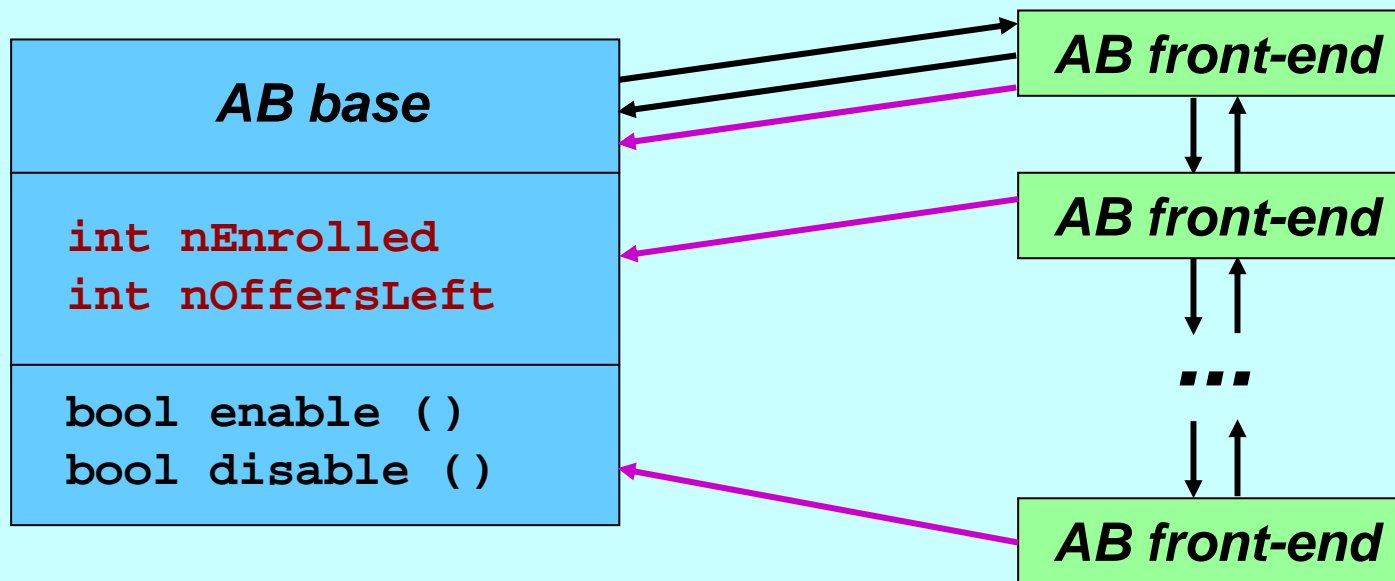 AB base
int nEnrolled
int nOffersLeft
bool enable ()
bool disable ()
AB front-end
AB front-end
...
AB front-end